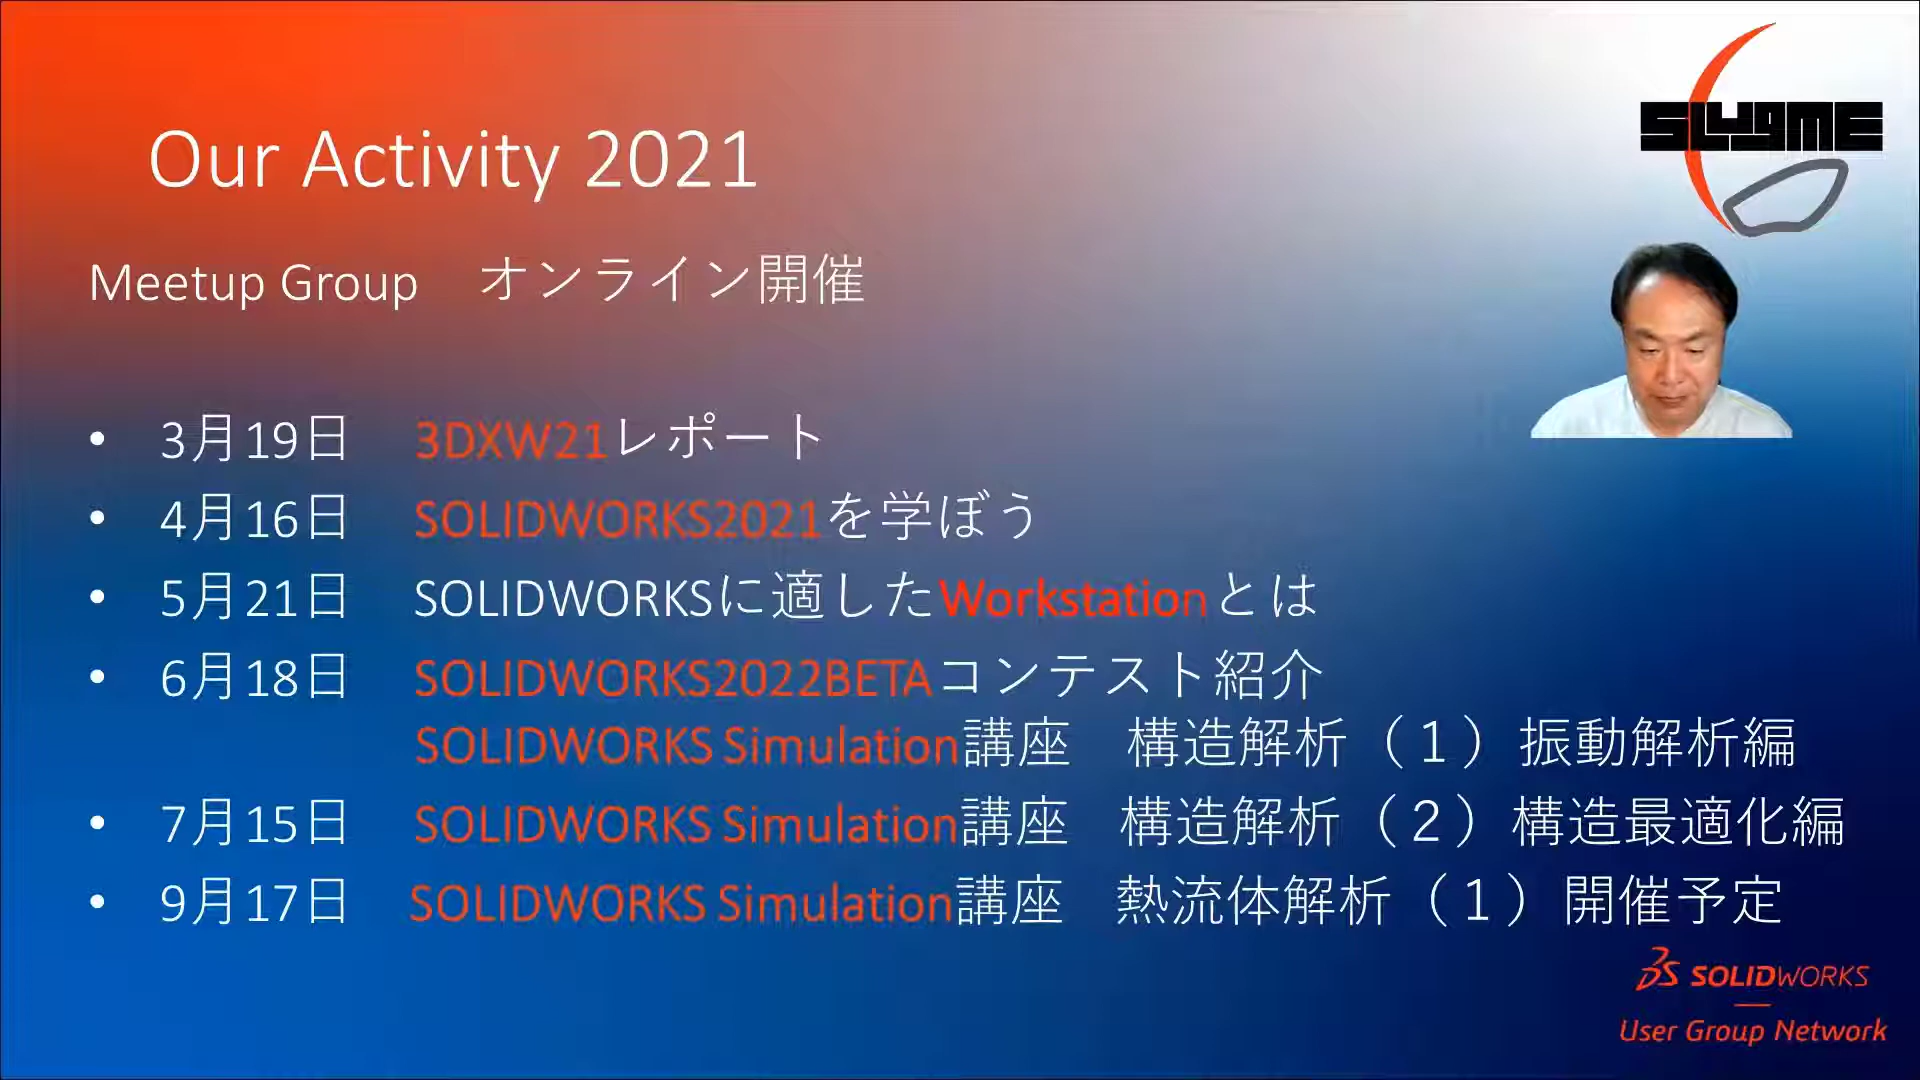 Our Activity 2021
SLUGME
Meetup Group オンライン開催
• 3月19日 3DXW21レポート
• 4月16日 SOLIDWORKS2021を学ぼう
• 5月21日 SOLIDWORKSに適したWorkstationとは
• 6月18日 SOLIDWORKS2022BETAコンテスト紹介
SOLIDWORKS Simulation講座 構造解析（１）振動解析編
• 7月15日 SOLIDWORKS Simulation講座 構造解析（２）構造最適化編
• 9月17日 SOLIDWORKS Simulation講座 熱流体解析（１）開催予定
SOLIDWORKS
User Group Network